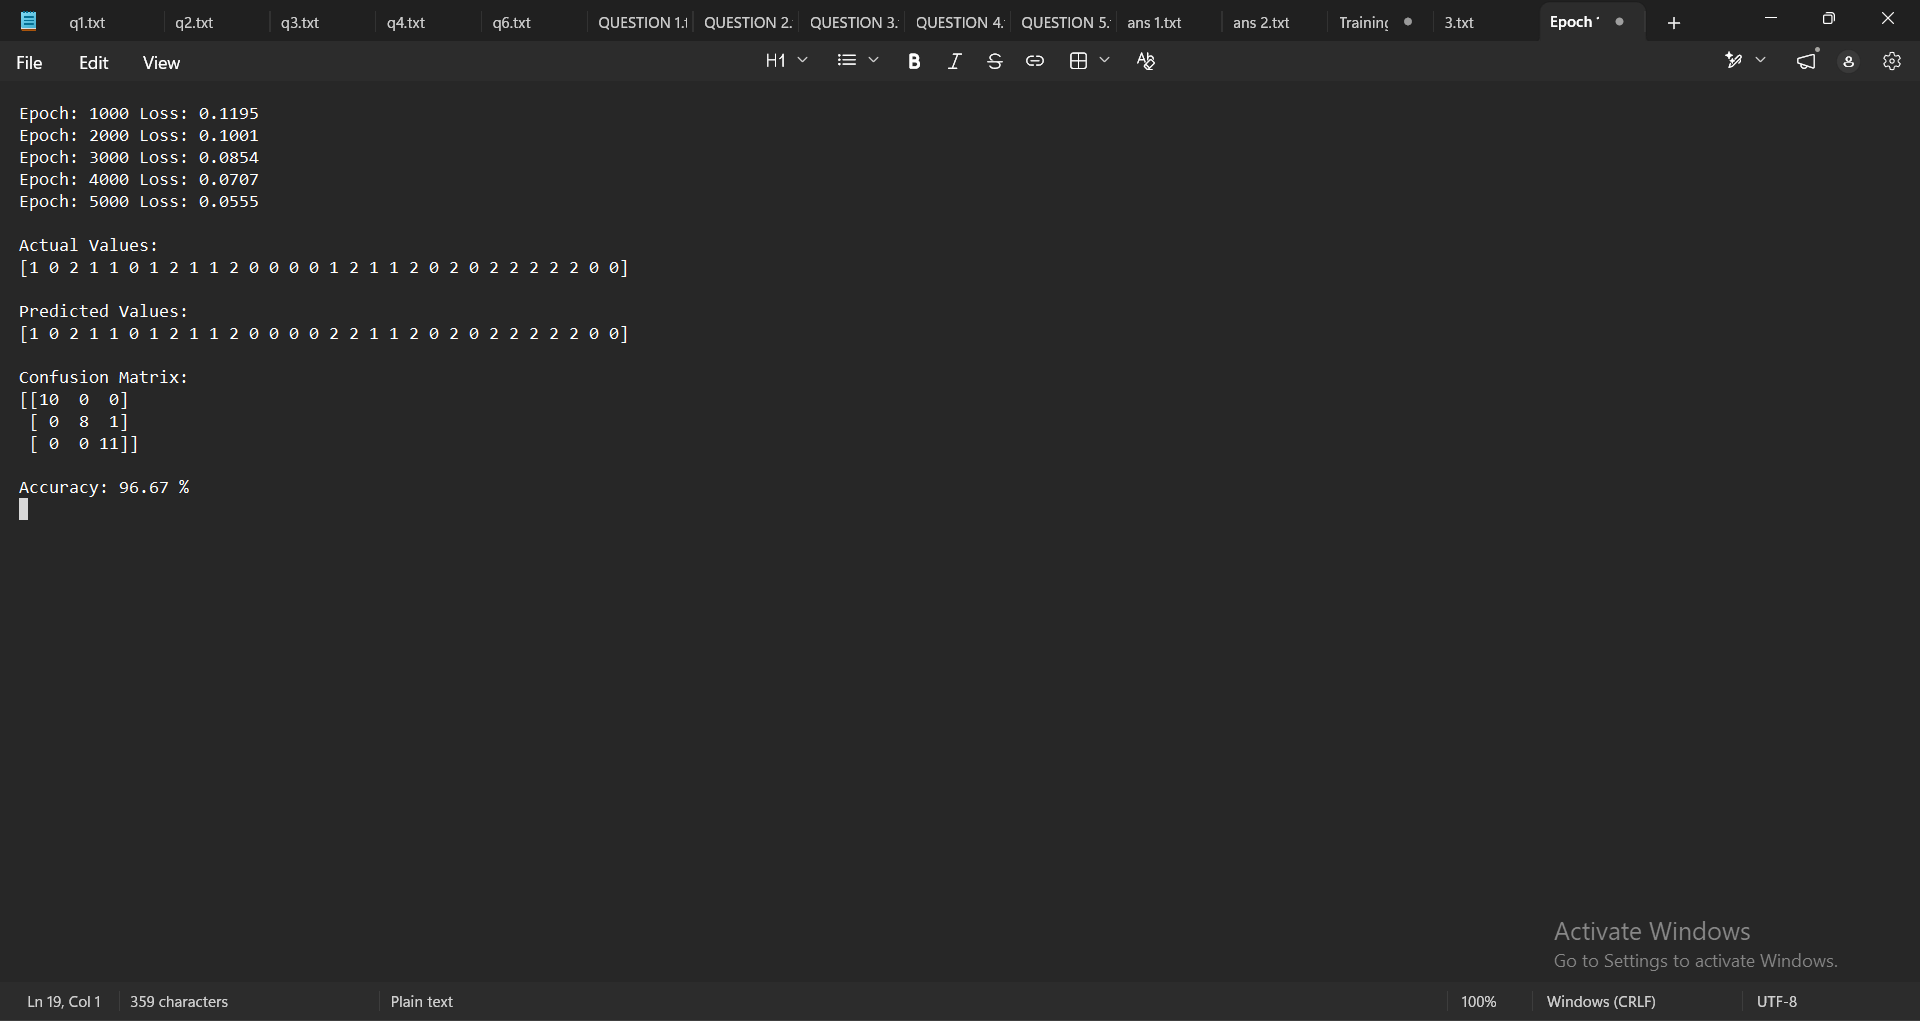 q1.txt q2.txt q3.txt q4.txt q6.txt QUESTION 1.t QUESTION 2. QUESTION 3. QUESTION 4. QUESTION 5. ans 1.txt ans 2.txt Training 3.txt Epoch
File Edit View H1
Epoch: 1000 Loss: 0.1195
Epoch: 2000 Loss: 0.1001
Epoch: 3000 Loss: 0.0854
Epoch: 4000 Loss: 0.0707
Epoch: 5000 Loss: 0.0555
Actual Values:
[1 0 2 1 1 0 1 2 1 1 2 0 0 0 0 1 2 1 1 2 0 2 0 2 2 2 2 2 0 0]
Predicted Values:
[1 0 2 1 1 0 1 2 1 1 2 0 0 0 0 2 2 1 1 2 0 2 0 2 2 2 2 2 0 0]
Confusion Matrix:
[[10 0 0]
[ 0 8 1]
[ 0 0 11]]
Accuracy: 96.67 %
Activate Windows
Go to Settings to activate Windows.
Ln 19, Col 1 359 characters Plain text 100% Windows (CRLF) UTF-8